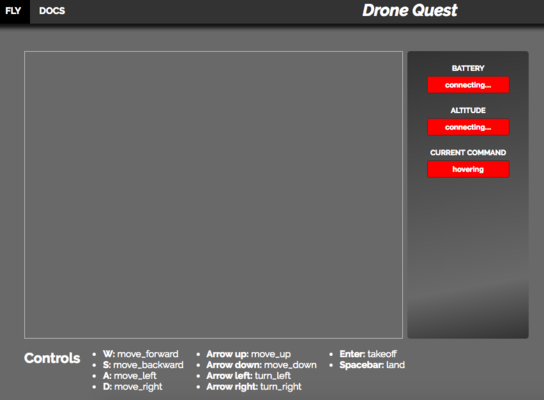 FLY DOCS Drone Quest
BATTERY
connecting...
ALTITUDE
connecting...
CURRENT COMMAND
hovering
Controls
W: move_forward
S: move_backward
A: move_left
D: move_right
Arrow up: move_up
Arrow down: move_down
Arrow left: turn_left
Arrow right: turn_right
Enter: takeoff
Spacebar: land